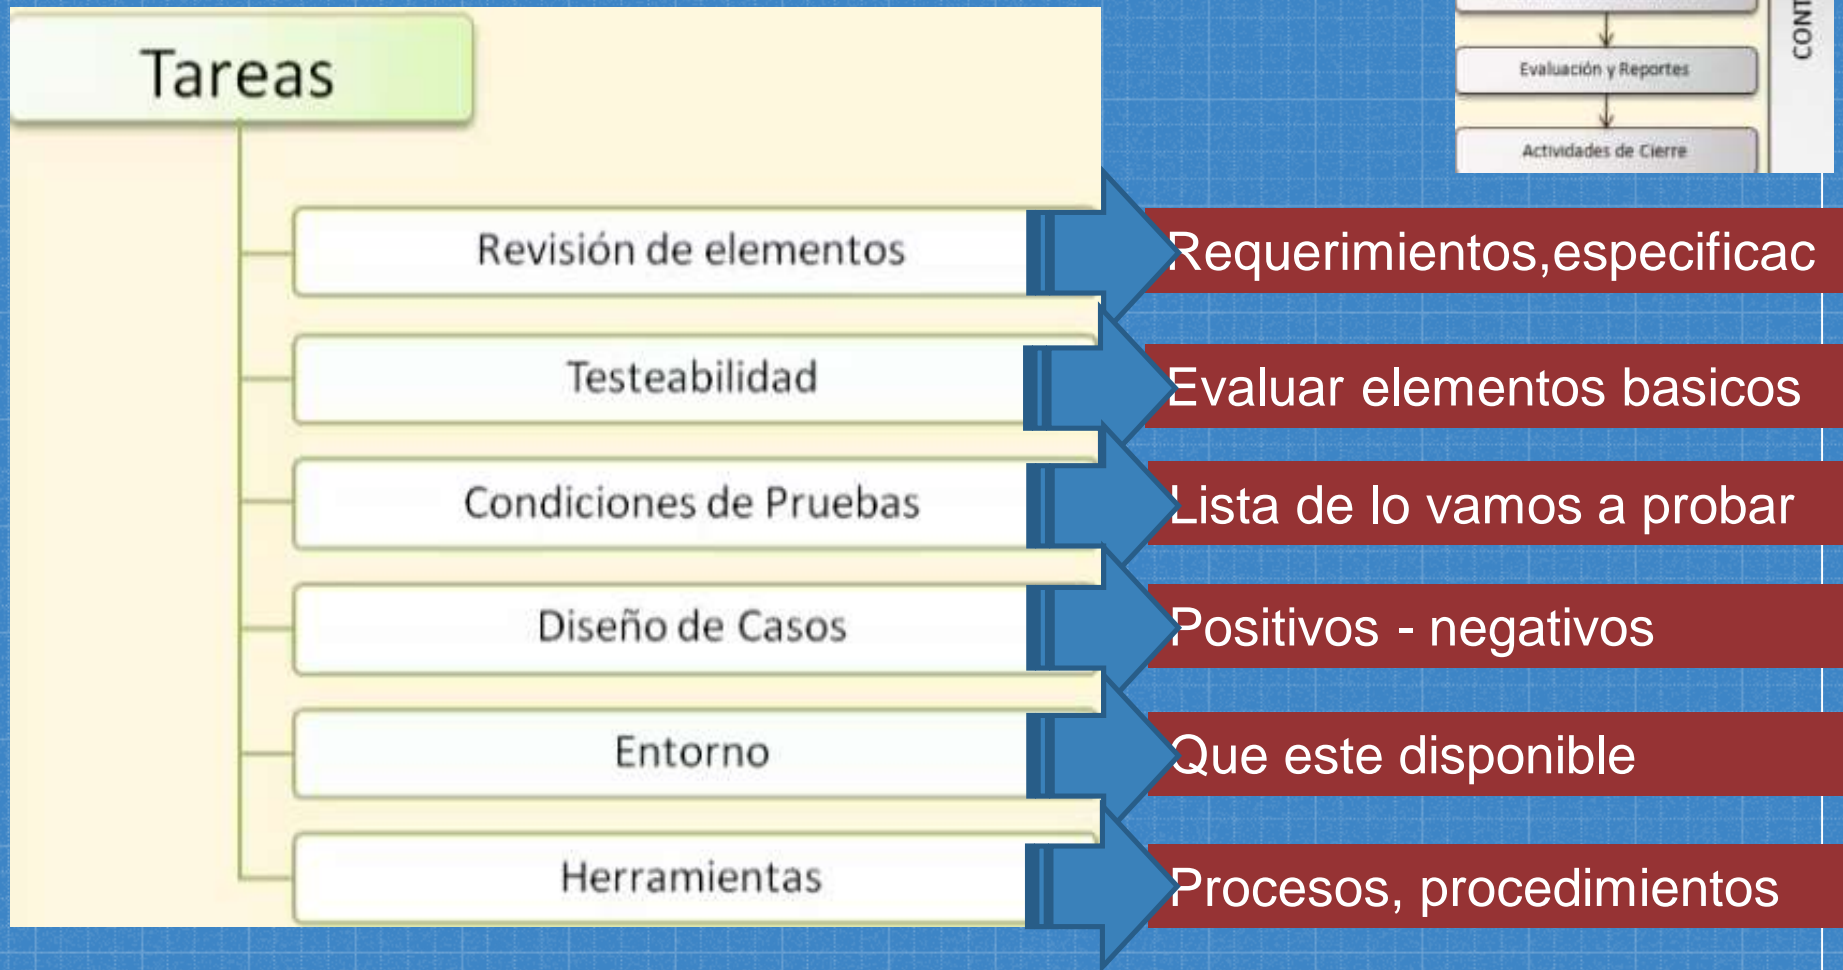 Tareas
CONT
Evaluación y Reportes
Actividades de Cierre
Revisión de elementos
Requerimientos,especificac
Testeabilidad
Evaluar elementos basicos
Condiciones de Pruebas
Lista de lo vamos a probar
Diseño de Casos
Positivos - negativos
Entorno
Que este disponible
Herramientas
Procesos, procedimientos